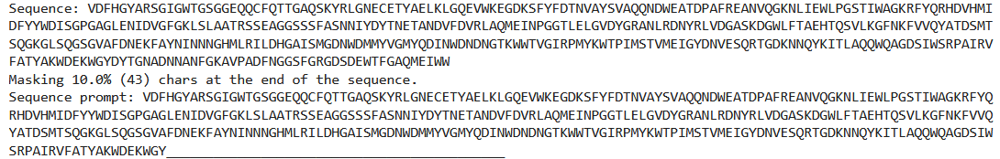 Sequence: VDFHGYARSGIGWTGSGGEQQCFQTTGAQSKYRLGNECETYAELKLGQEVWKEGDKSFYFDTNVAYSVAQQNDWEATDPAFREANVQGKNLIEWLPGSTIWAGKRFYQRHDVHMI
DFYYWDISGPGAGLENIDVGFGKLSLAATRSSEAGGSSSFASNNIYDYTNETANDVFDVRLAQMEINPGGTLELGVDYGRANLRDNYRLVDGASKDGWLFTAEHTQSVLKGFNKFVVQYATDSMT
SQGKGLSQGSGVAFDNEKFAYNINNNGHMLRILDHGAISMGDNWDMMYVGMYQDINWDNDNGTKWWTVGIRPMYKWTPIMSTVMEIGYDNVESQRTGDKNNQYKITLAQQWQAGDSIWSRPAIRV
FATYAKWDEKWGYDYTGNADNNANFGKAVPADFNGGSFGRGDSDEWTFGAQMEIWW
Masking 10.0% (43) chars at the end of the sequence.
Sequence prompt: VDFHGYARSGIGWTGSGGEQQCFQTTGAQSKYRLGNECETYAELKLGQEVWKEGDKSFYFDTNVAYSVAQQNDWEATDPAFREANVQGKNLIEWLPGSTIWAGKRFYQ
RHDVHMIDFYYWDISGPGAGLENIDVGFGKLSLAATRSSEAGGSSSFASNNIYDYTNETANDVFDVRLAQMEINPGGTLELGVDYGRANLRDNYRLVDGASKDGWLFTAEHTQSVLKGFNKFVVQ
YATDSMTSQGKGLSQGSGVAFDNEKFAYNINNNGHMLRILDHGAISMGDNWDMMYVGMYQDINWDNDNGTKWWTVGIRPMYKWTPIMSTVMEIGYDNVESQRTGDKNNQYKITLAQQWQAGDSIW
SRPAIRVFATYAKWDEKWGY___________________________________________